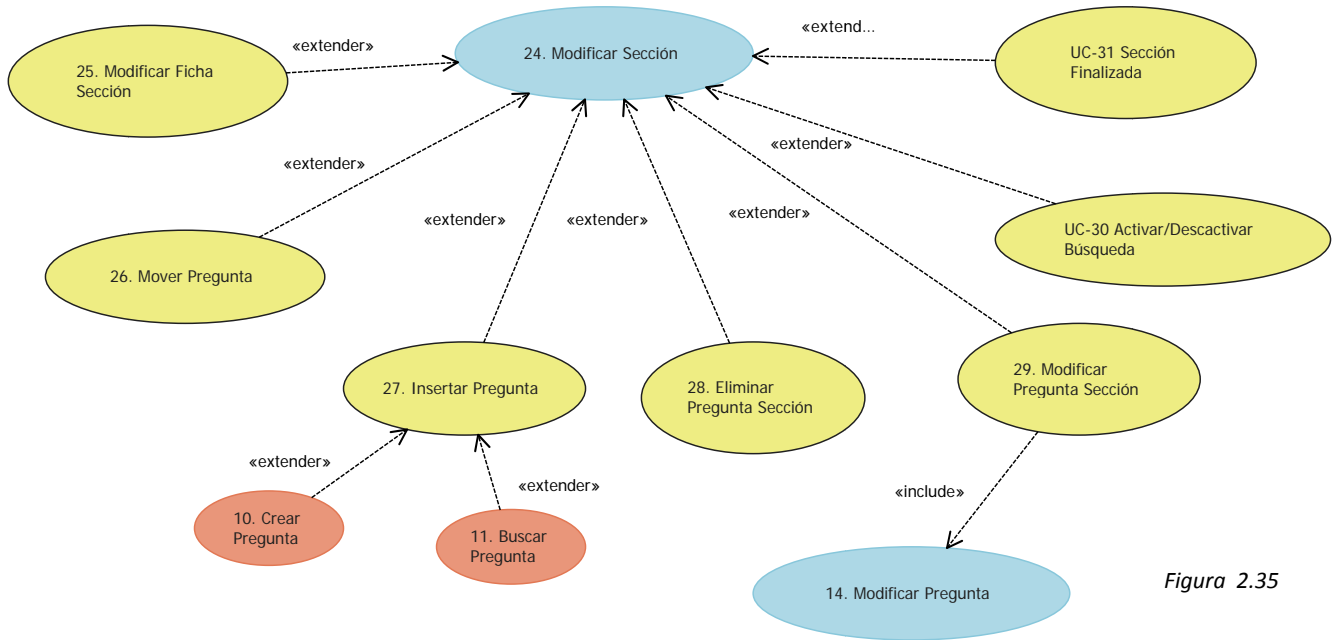 «extender»
24. Modificar Sección
«extend...
UC-31 Sección
Finalizada
25. Modificar Ficha
Sección
«extender»
«extender»
«extender»
«extender»
«extender»
UC-30 Activar/Descactivar
Búsqueda
26. Mover Pregunta
27. Insertar Pregunta
28. Eliminar
Pregunta Sección
29. Modificar
Pregunta Sección
«extender»
«extender»
«include»
10. Crear
Pregunta
11. Buscar
Pregunta
14. Modificar Pregunta
Figura 2.35